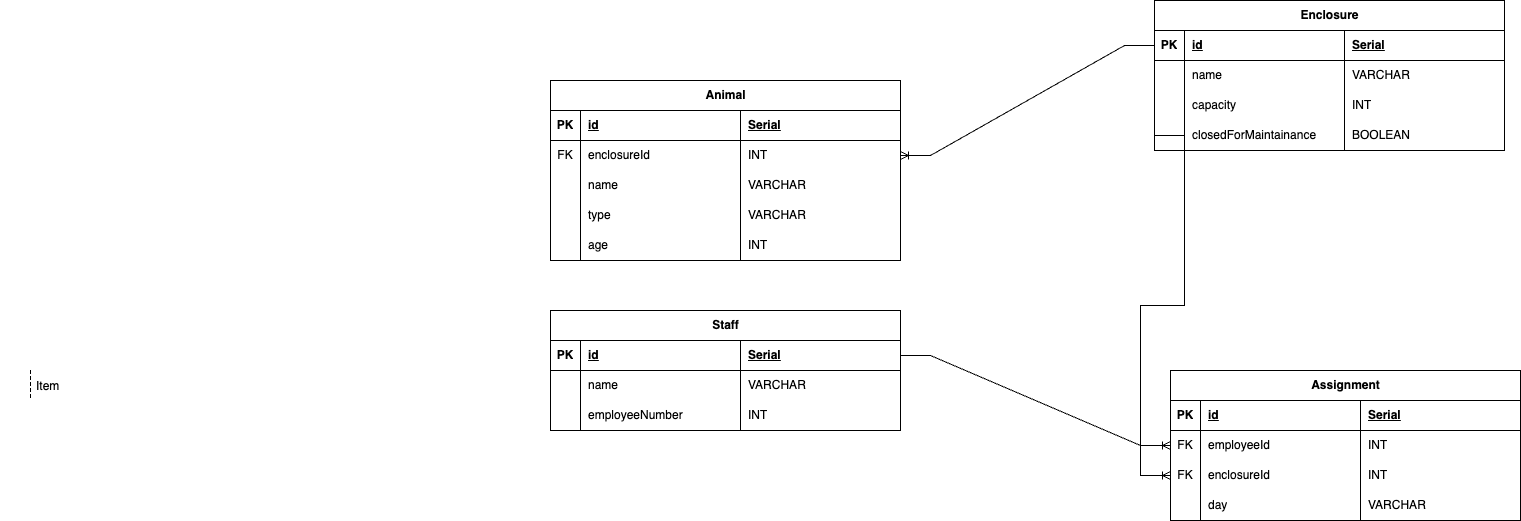 Enclosure
PK id Serial
name VARCHAR
capacity INT
closedForMaintainance BOOLEAN
Animal
PK id Serial
FK enclosureId INT
name VARCHAR
type VARCHAR
age INT
Staff
PK id Serial
name VARCHAR
employeeNumber INT
Item
Assignment
PK id Serial
FK employeeId INT
FK enclosureId INT
day VARCHAR